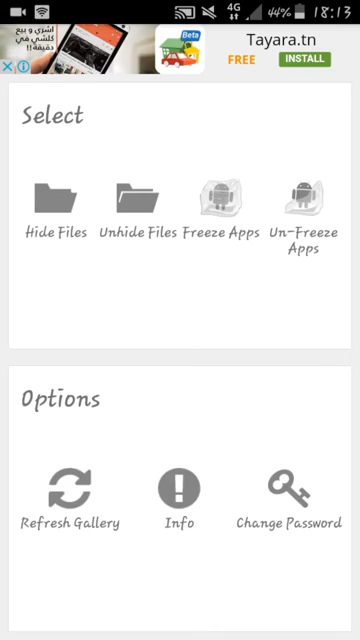 4G
44%
18:13
اشري و بيع
كلشي في
دقيقة!!
Beta
Tayara.tn
FREE
INSTALL
Select
Hide Files
Unhide Files
Freeze Apps
Un-Freeze
Apps
Options
Refresh Gallery
Info
Change Password